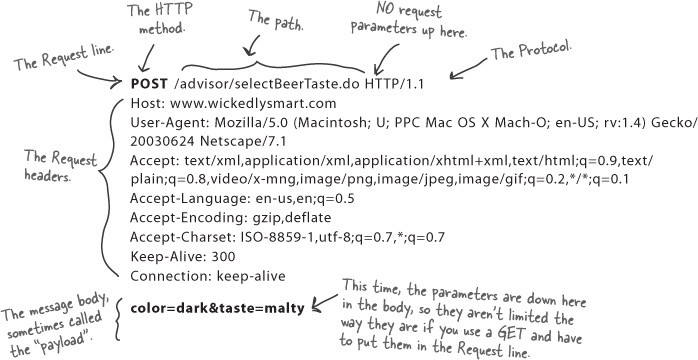 The HTTP
method.
The path.
NO request
parameters up here.
The Request line.
The Protocol.
POST /advisor/selectBeerTaste.do HTTP/1.1
Host: www.wickedlysmart.com
User-Agent: Mozilla/5.0 (Macintosh; U; PPC Mac OS X Mach-O; en-US; rv:1.4) Gecko/
20030624 Netscape/7.1
Accept: text/xml,application/xml,application/xhtml+xml,text/html;q=0.9,text/
plain;q=0.8,video/x-mng,image/png,image/jpeg,image/gif;q=0.2,*/*;q=0.1
Accept-Language: en-us,en;q=0.5
Accept-Encoding: gzip,deflate
Accept-Charset: ISO-8859-1,utf-8;q=0.7,*;q=0.7
Keep-Alive: 300
Connection: keep-alive
The Request
headers.
The message body,
sometimes called
the “payload”.
color=dark&taste=malty
This time, the parameters are down here
in the body, so they aren’t limited the
way they are if you use a GET and have
to put them in the Request line.